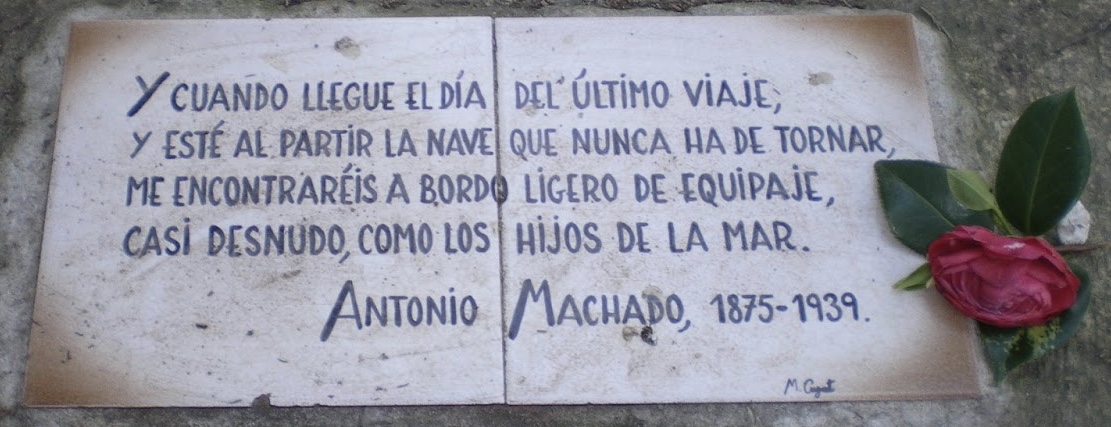 Y CUANDO LLEGUE EL DÍA DEL ÚLTIMO VIAJE,
Y ESTÉ AL PARTIR LA NAVE QUE NUNCA HA DE TORNAR,
ME ENCONTRARÉIS A BORDO LIGERO DE EQUIPAJE,
CASI DESNUDO, COMO LOS HIJOS DE LA MAR.
ANTONIO MACHADO, 1875-1939.
M.